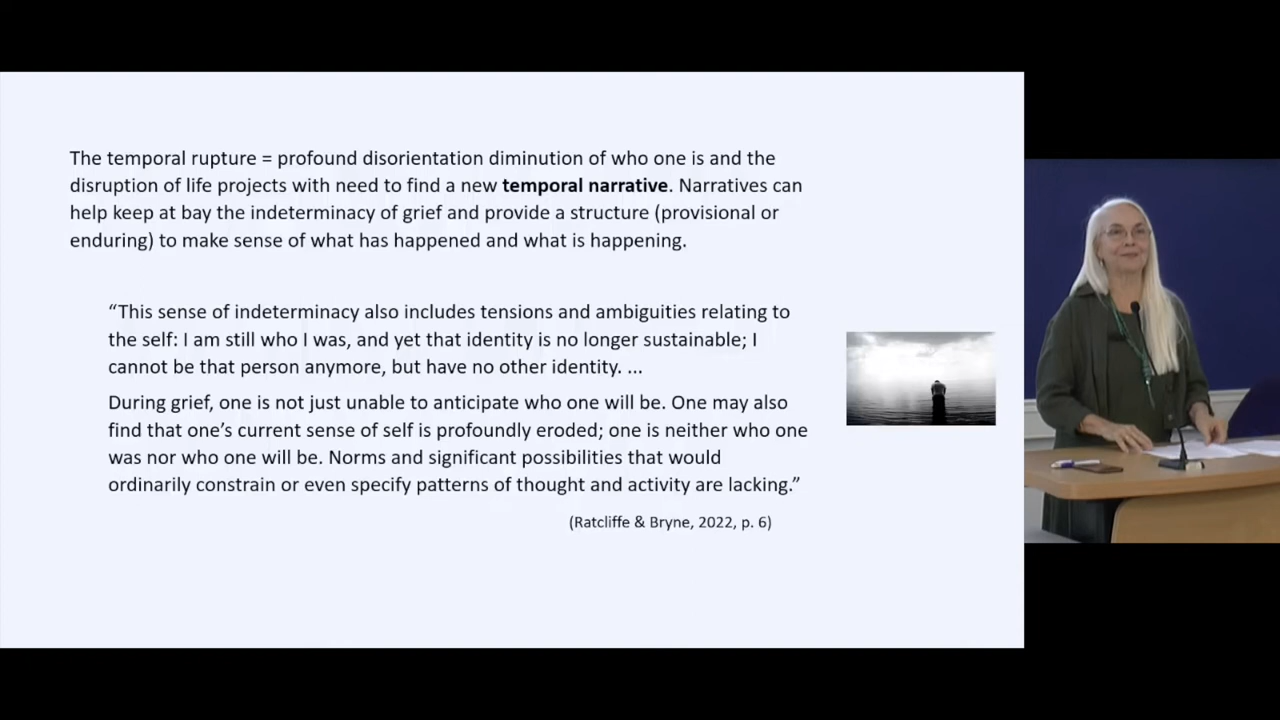 The temporal rupture = profound disorientation diminution of who one is and the
disruption of life projects with need to find a new temporal narrative. Narratives can
help keep at bay the indeterminacy of grief and provide a structure (provisional or
enduring) to make sense of what has happened and what is happening.
“This sense of indeterminacy also includes tensions and ambiguities relating to
the self: I am still who I was, and yet that identity is no longer sustainable; I
cannot be that person anymore, but have no other identity. ...
During grief, one is not just unable to anticipate who one will be. One may also
find that one’s current sense of self is profoundly eroded; one is neither who one
was nor who one will be. Norms and significant possibilities that would
ordinarily constrain or even specify patterns of thought and activity are lacking.”
(Ratcliffe & Bryne, 2022, p. 6)